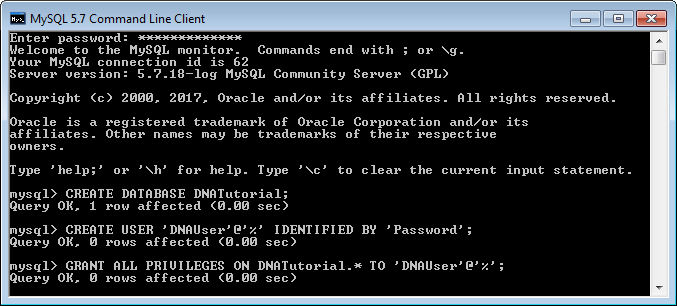 MySQL 5.7 Command Line Client
Enter password: **************
Welcome to the MySQL monitor.  Commands end with ; or \g.
Your MySQL connection id is 62
Server version: 5.7.18-log MySQL Community Server (GPL)
Copyright (c) 2000, 2017, Oracle and/or its affiliates. All rights reserved.
Oracle is a registered trademark of Oracle Corporation and/or its
affiliates. Other names may be trademarks of their respective
owners.
Type 'help;' or '\h' for help. Type '\c' to clear the current input statement.
mysql> CREATE DATABASE DNATutorial;
Query OK, 1 row affected (0.00 sec)
mysql> CREATE USER 'DNAUser'@'%' IDENTIFIED BY 'Password';
Query OK, 0 rows affected (0.00 sec)
mysql> GRANT ALL PRIVILEGES ON DNATutorial.* TO 'DNAUser'@'%';
Query OK, 0 rows affected (0.00 sec)